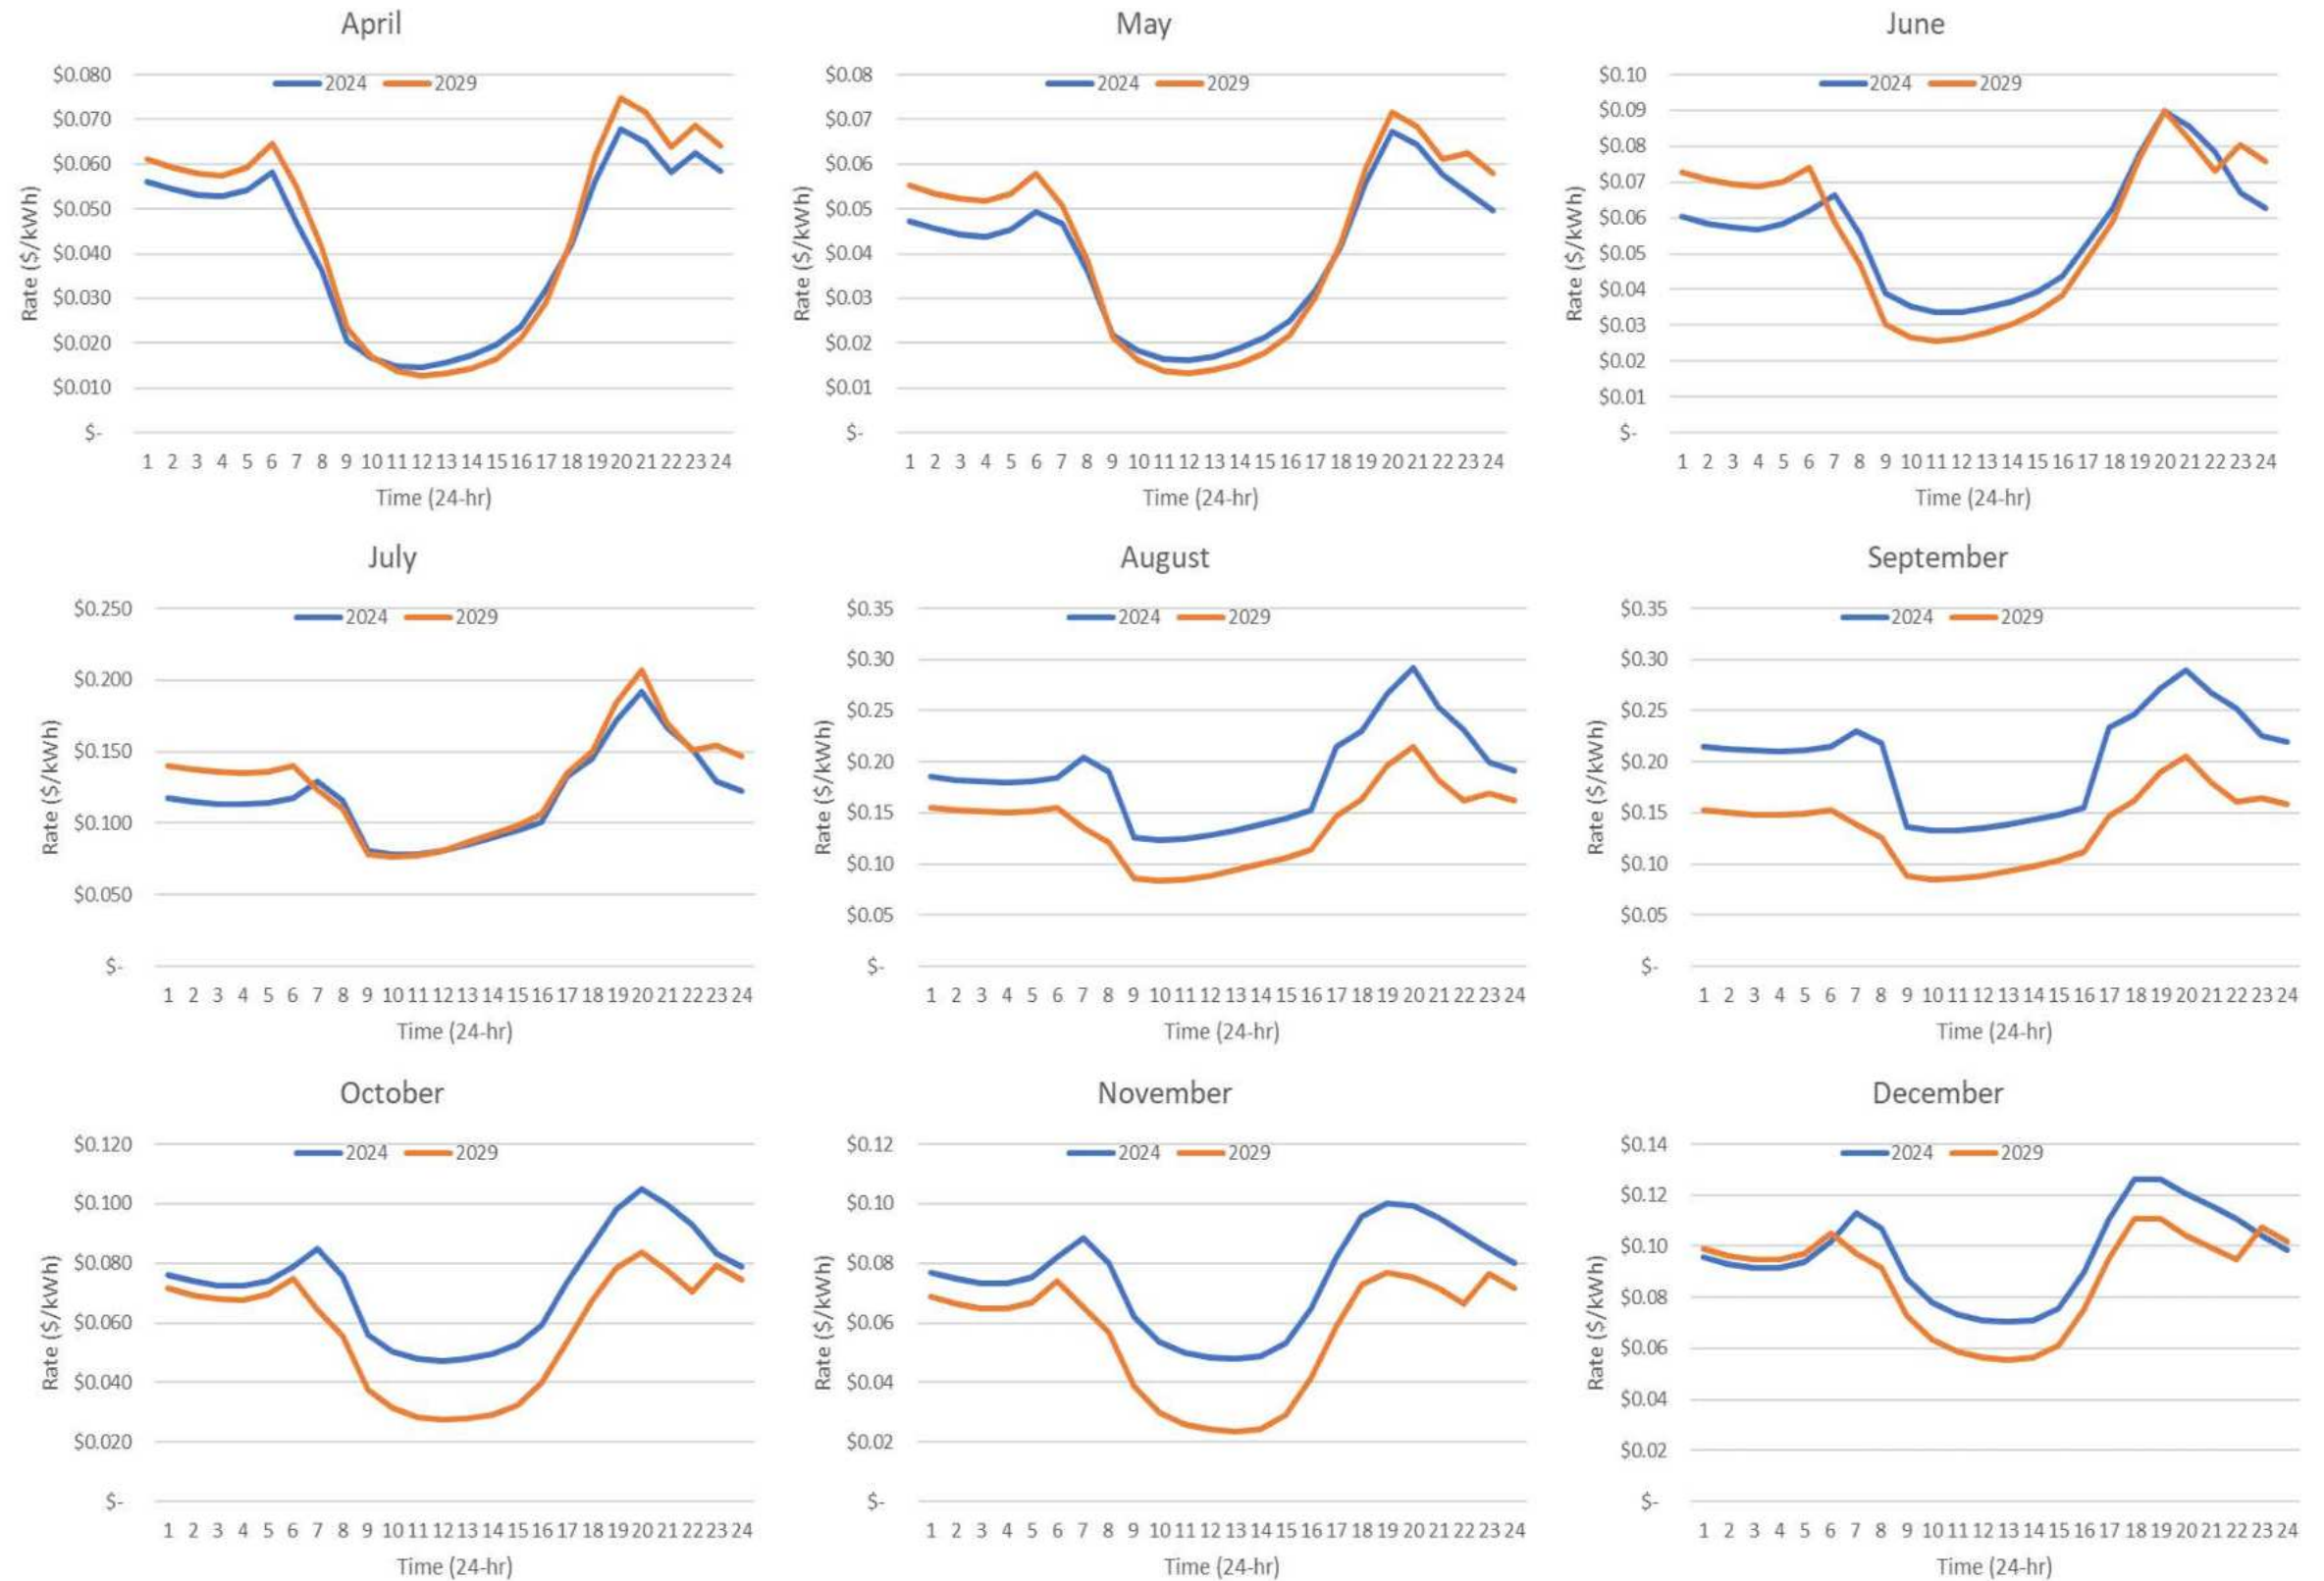 April
$0.080
$0.070
$0.060
$0.050
$0.040
$0.030
$0.020
$0.010
$-
Rate ($/kWh)
2024 2029
1 2 3 4 5 6 7 8 9 10 11 12 13 14 15 16 17 18 19 20 21 22 23 24
Time (24-hr)
May
$0.08
$0.07
$0.06
$0.05
$0.04
$0.03
$0.02
$0.01
$-
Rate ($/kWh)
2024 2029
1 2 3 4 5 6 7 8 9 10 11 12 13 14 15 16 17 18 19 20 21 22 23 24
Time (24-hr)
June
$0.10
$0.09
$0.08
$0.07
$0.06
$0.05
$0.04
$0.03
$0.02
$0.01
$-
Rate ($/kWh)
2024 2029
1 2 3 4 5 6 7 8 9 10 11 12 13 14 15 16 17 18 19 20 21 22 23 24
Time (24-hr)
July
$0.250
$0.200
$0.150
$0.100
$0.050
$-
Rate ($/kWh)
2024 2029
1 2 3 4 5 6 7 8 9 10 11 12 13 14 15 16 17 18 19 20 21 22 23 24
Time (24-hr)
August
$0.35
$0.30
$0.25
$0.20
$0.15
$0.10
$0.05
$-
Rate ($/kWh)
2024 2029
1 2 3 4 5 6 7 8 9 10 11 12 13 14 15 16 17 18 19 20 21 22 23 24
Time (24-hr)
September
$0.35
$0.30
$0.25
$0.20
$0.15
$0.10
$0.05
$-
Rate ($/kWh)
2024 2029
1 2 3 4 5 6 7 8 9 10 11 12 13 14 15 16 17 18 19 20 21 22 23 24
Time (24-hr)
October
$0.120
$0.100
$0.080
$0.060
$0.040
$0.020
$-
Rate ($/kWh)
2024 2029
1 2 3 4 5 6 7 8 9 10 11 12 13 14 15 16 17 18 19 20 21 22 23 24
Time (24-hr)
November
$0.12
$0.10
$0.08
$0.06
$0.04
$0.02
$-
Rate ($/kWh)
2024 2029
1 2 3 4 5 6 7 8 9 10 11 12 13 14 15 16 17 18 19 20 21 22 23 24
Time (24-hr)
December
$0.14
$0.12
$0.10
$0.08
$0.06
$0.04
$0.02
$-
Rate ($/kWh)
2024 2029
1 2 3 4 5 6 7 8 9 10 11 12 13 14 15 16 17 18 19 20 21 22 23 24
Time (24-hr)